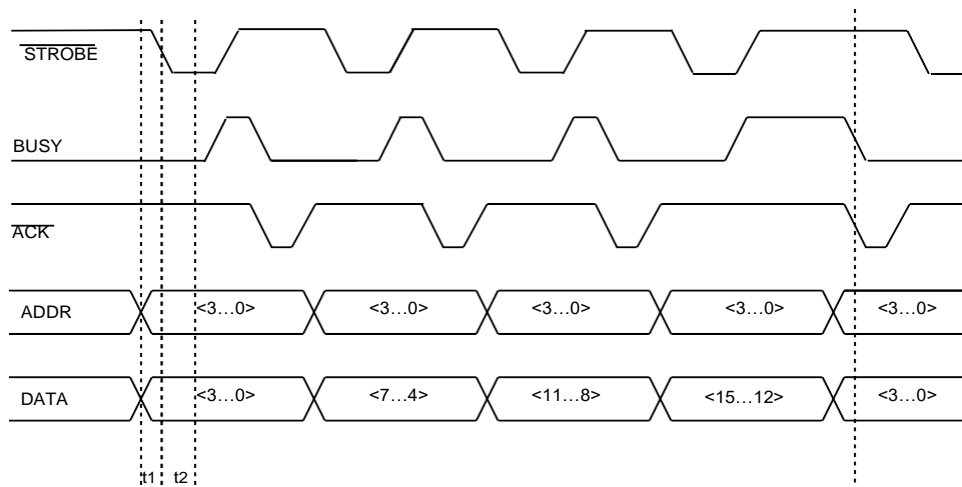 STROBE
BUSY
ACK
ADDR <3...0> <3...0> <3...0> <3...0> <3...0>
DATA <3...0> <7...4> <11...8> <15...12> <3...0>
t1 t2